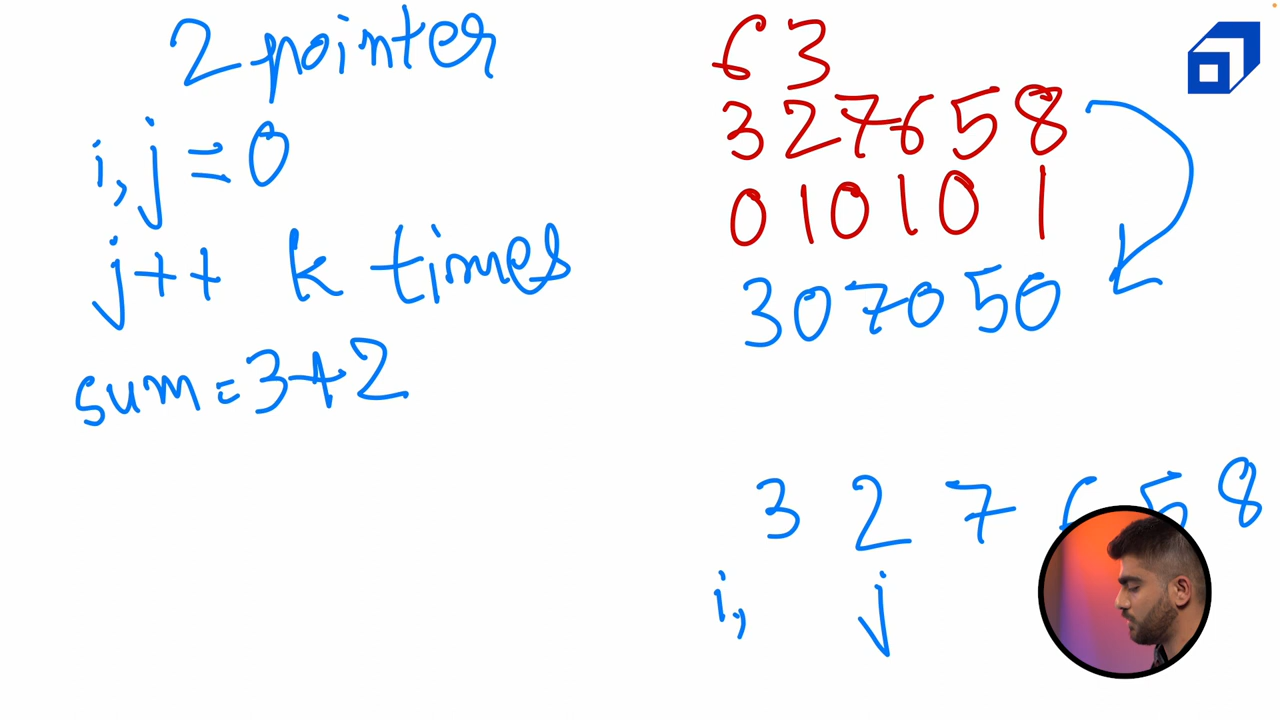 2 pointer
i, j = 0
j++ k times
sum = 3+2
6 3
3 2 7 6 5 8
0 1 0 1 0 1
3 0 7 0 5 0
3 2 7 6 5 8
i, j